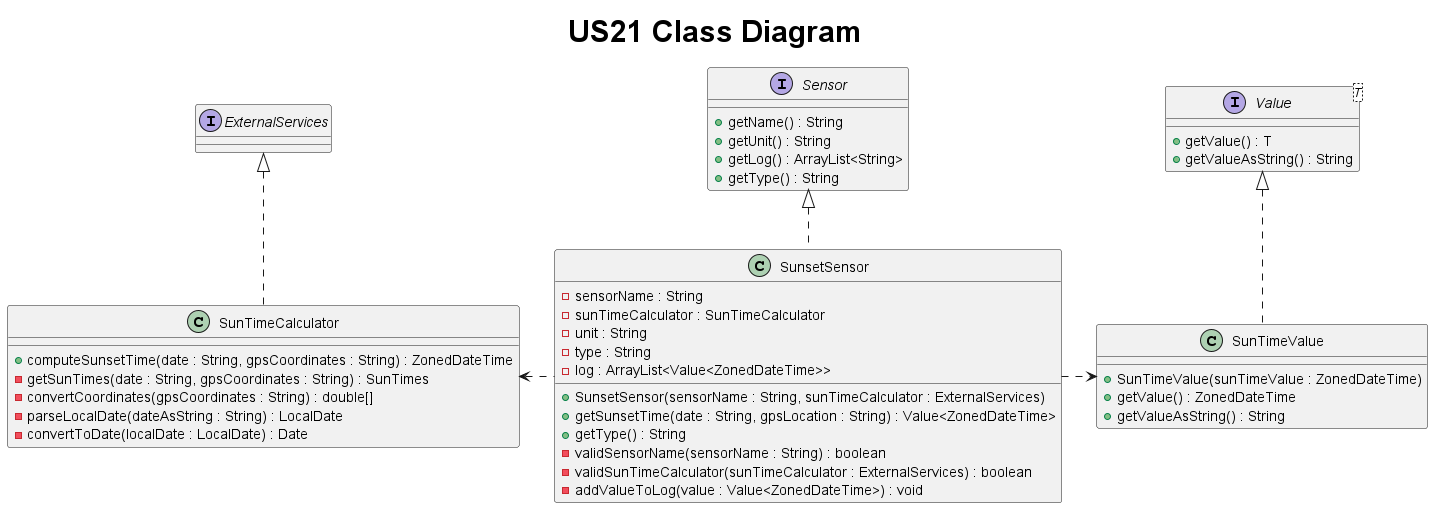 US21 Class Diagram
I ExternalServices
I Sensor
getName() : String
getUnit() : String
getLog() : ArrayList<String>
getType() : String
I Value
T
getValue() : T
getValueAsString() : String
C SunTimeCalculator
computeSunsetTime(date : String, gpsCoordinates : String) : ZonedDateTime
getSunTimes(date : String, gpsCoordinates : String) : SunTimes
convertCoordinates(gpsCoordinates : String) : double[]
parseLocalDate(dateAsString : String) : LocalDate
convertToDate(localDate : LocalDate) : Date
C SunsetSensor
sensorName : String
sunTimeCalculator : SunTimeCalculator
unit : String
type : String
log : ArrayList<Value<ZonedDateTime>>
SunsetSensor(sensorName : String, sunTimeCalculator : ExternalServices)
getSunsetTime(date : String, gpsLocation : String) : Value<ZonedDateTime>
getType() : String
validSensorName(sensorName : String) : boolean
validSunTimeCalculator(sunTimeCalculator : ExternalServices) : boolean
addValueToLog(value : Value<ZonedDateTime>) : void
C SunTimeValue
SunTimeValue(sunTimeValue : ZonedDateTime)
getValue() : ZonedDateTime
getValueAsString() : String